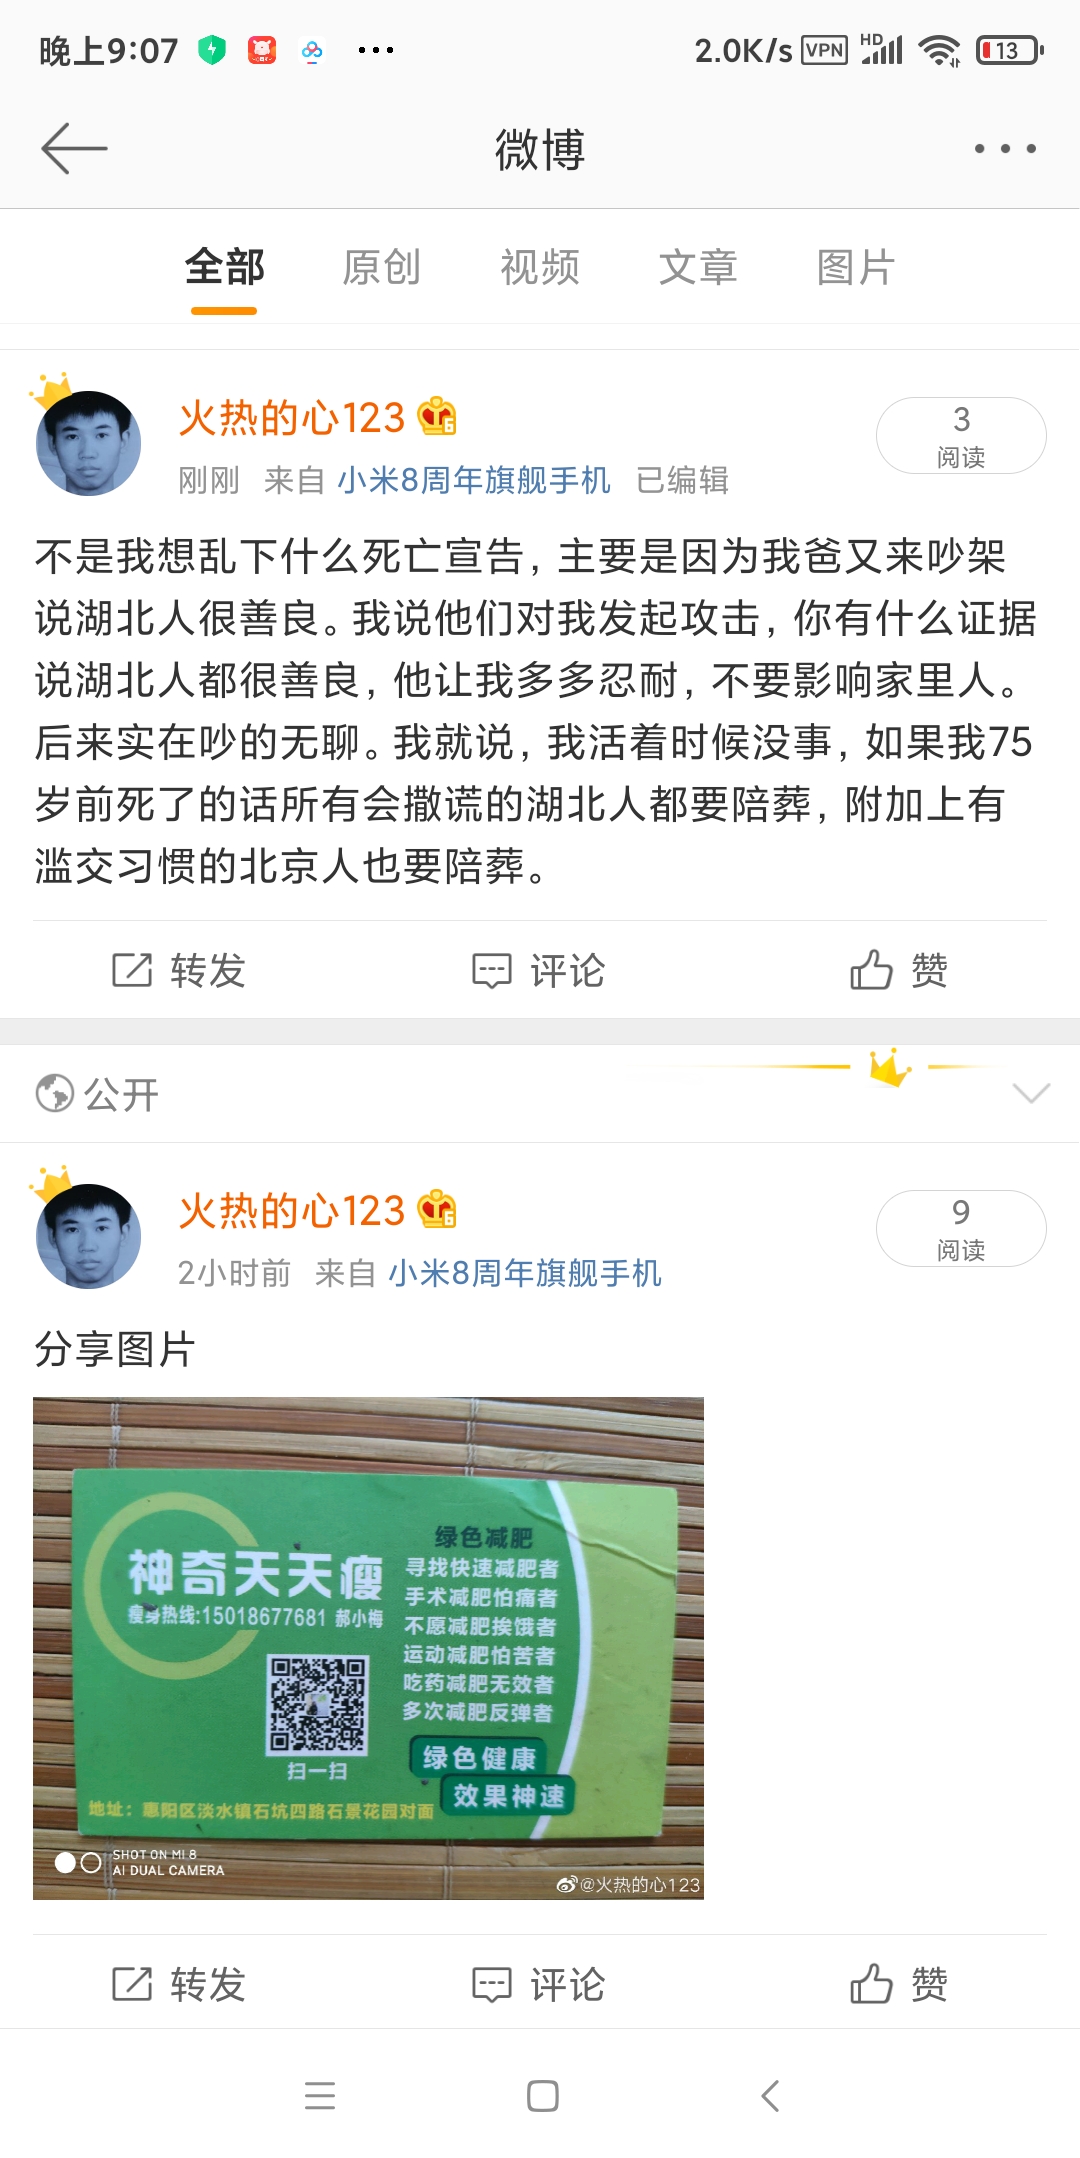 晚上9:07
2.0K/s VPN HD 13
微博
全部 原创 视频 文章 图片
火热的心123 6
3
阅读
刚刚 来自 小米8周年旗舰手机 已编辑
不是我想乱下什么死亡宣告，主要是因为我爸又来吵架
说湖北人很善良。我说他们对我发起攻击，你有什么证据
说湖北人都很善良，他让我多多忍耐，不要影响家里人。
后来实在吵的无聊。我就说，我活着时候没事，如果我75
岁前死了的话所有会撒谎的湖北人都要陪葬，附加上有
滥交习惯的北京人也要陪葬。
转发 评论 赞
公开
火热的心123 6
9
阅读
2小时前 来自 小米8周年旗舰手机
分享图片
神奇天天瘦
瘦身热线:15018677681 郝小梅
扫一扫
绿色减肥
寻找快速减肥者
手术减肥怕痛者
不愿减肥挨饿者
运动减肥怕苦者
吃药减肥无效者
多次减肥反弹者
绿色健康
效果神速
地址：惠阳区淡水镇石坑四路石景花园对面
SHOT ON MI 8
AI DUAL CAMERA
@火热的心123
转发 评论 赞